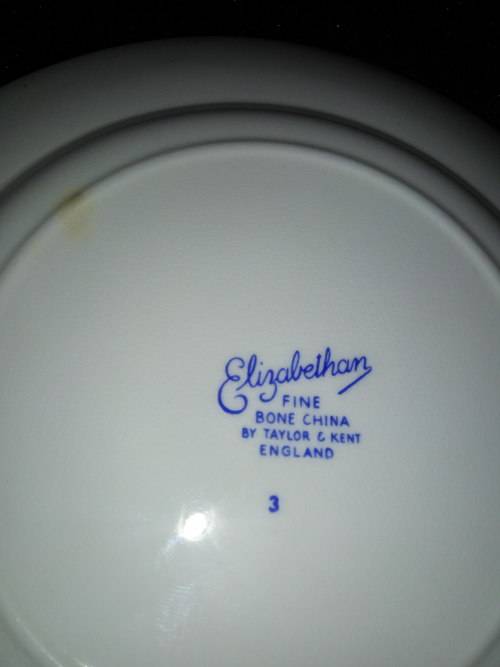 Elizabethan
FINE
BONE CHINA
BY TAYLOR & KENT
ENGLAND
3